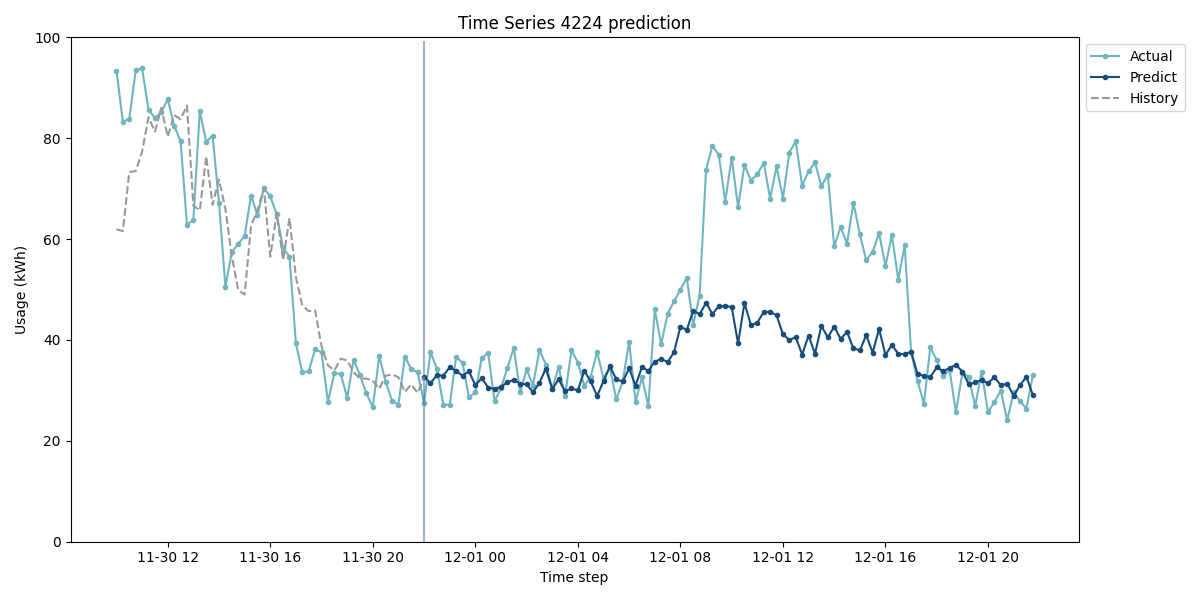 Time Series 4224 prediction
100
80
60
40
20
0
Usage (kWh)
11-30 12
11-30 16
11-30 20
12-01 00
12-01 04
12-01 08
12-01 12
12-01 16
12-01 20
Time step
Actual
Predict
History